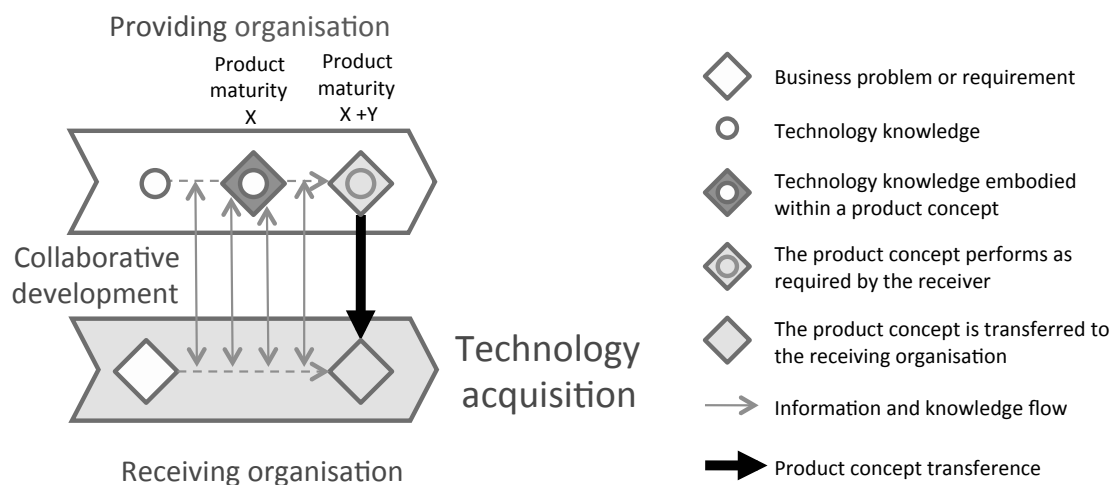 Providing organisation
Product
maturity
X
Product
maturity
X +Y
Collaborative
development
Technology
acquisition
Receiving organisation
Business problem or requirement
Technology knowledge
Technology knowledge embodied
within a product concept
The product concept performs as
required by the receiver
The product concept is transferred to
the receiving organisation
Information and knowledge flow
Product concept transference